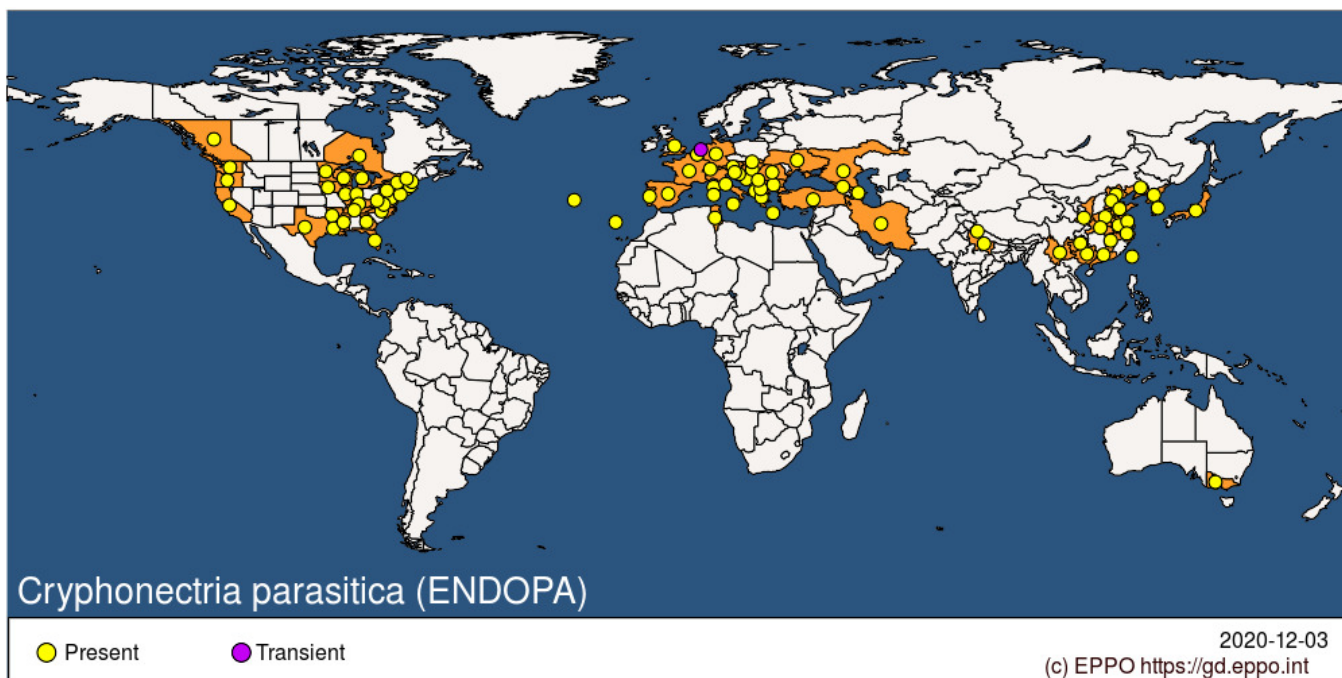 Cryphonectria parasitica (ENDOPA)
Present
Transient
2020-12-03
(c) EPPO https://gd.eppo.int